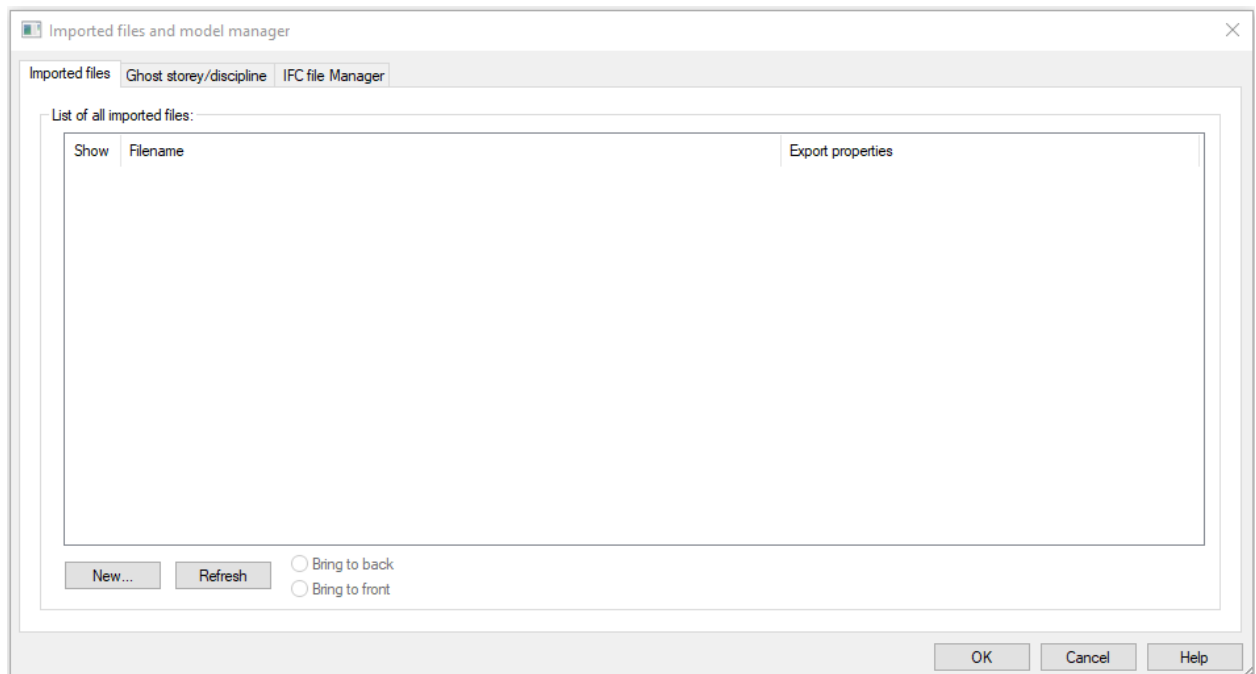 Imported files and model manager
Imported files Ghost storey/discipline IFC file Manager
List of all imported files:
Show Filename Export properties
New... Refresh Bring to back
Bring to front
OK Cancel Help